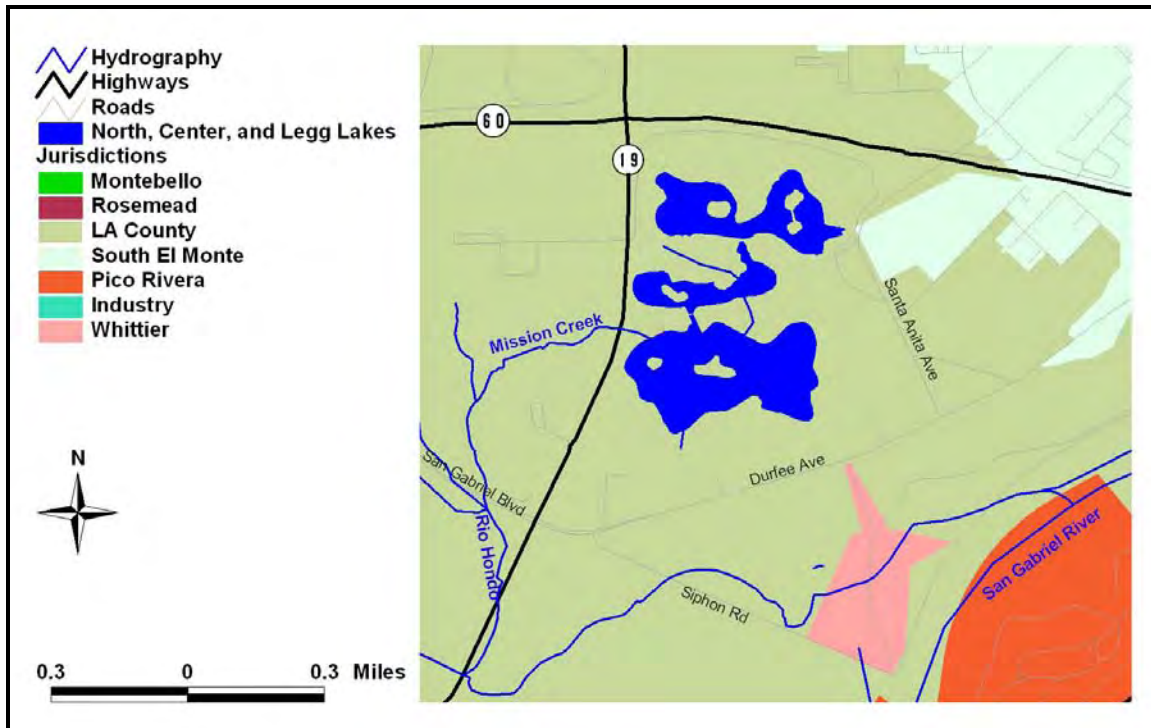 Hydrography
Highways
Roads
North, Center, and Legg Lakes
Jurisdictions
Montebello
Rosemead
LA County
South El Monte
Pico Rivera
Industry
Whittier
N
0.3 0 0.3 Miles
60
19
Santa Anita Ave
Mission Creek
San Gabriel Blvd
Durfee Ave
Rio Hondo
Siphon Rd
San Gabriel River